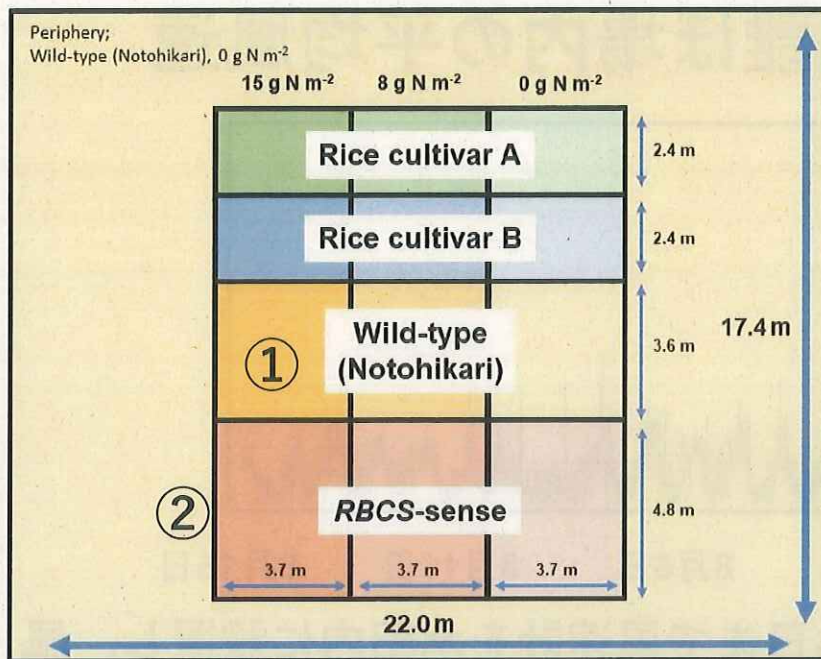 Periphery;
Wild-type (Notohikari), 0 g N m⁻²
15 g N m⁻² 8 g N m⁻² 0 g N m⁻²
Rice cultivar A
2.4 m
Rice cultivar B
2.4 m
Wild-type
(Notohikari)
①
3.6 m
17.4 m
RBCS-sense
②
4.8 m
3.7 m 3.7 m 3.7 m
22.0 m